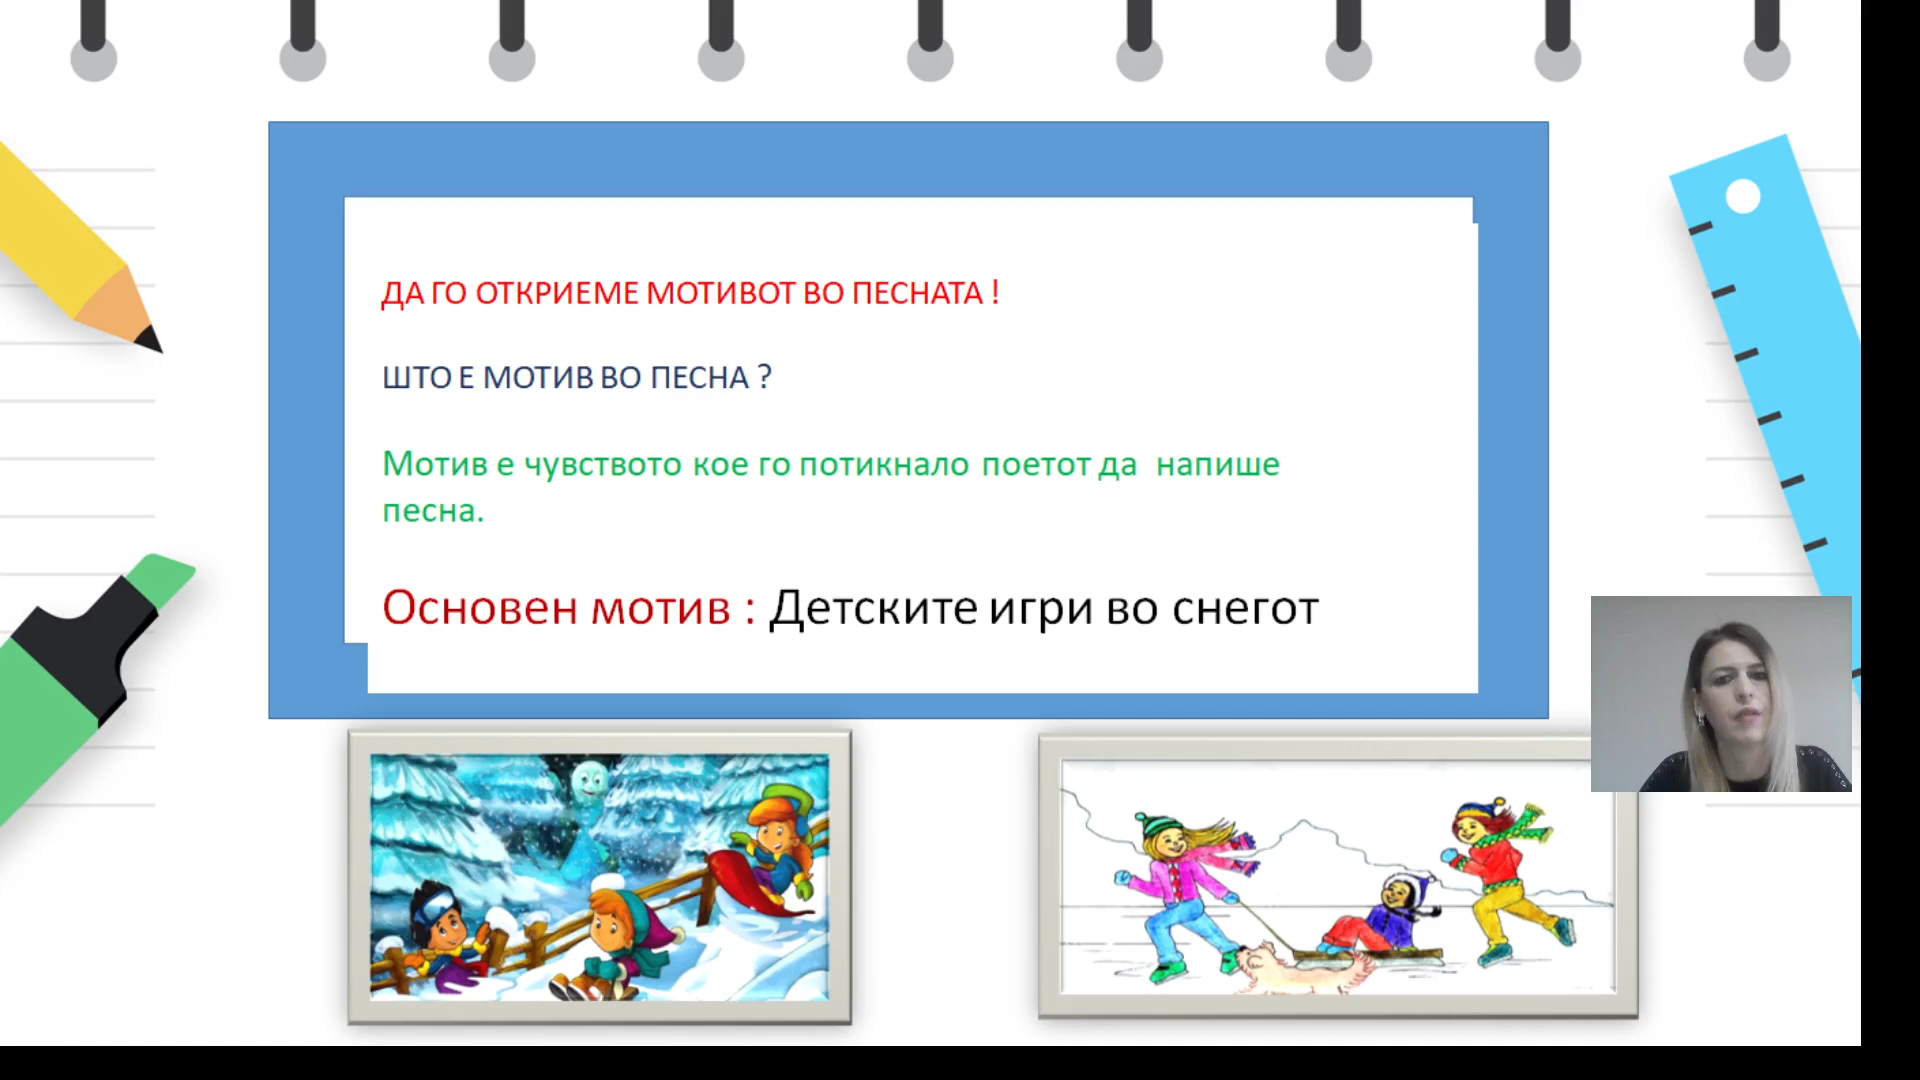 ДА ГО ОТКРИЕМЕ МОТИВОТ ВО ПЕСНАТА !
ШТО Е МОТИВ ВО ПЕСНА ?
Мотив е чувството кое го потикнало поетот да напише
песна.
Основен мотив : Детските игри во снегот